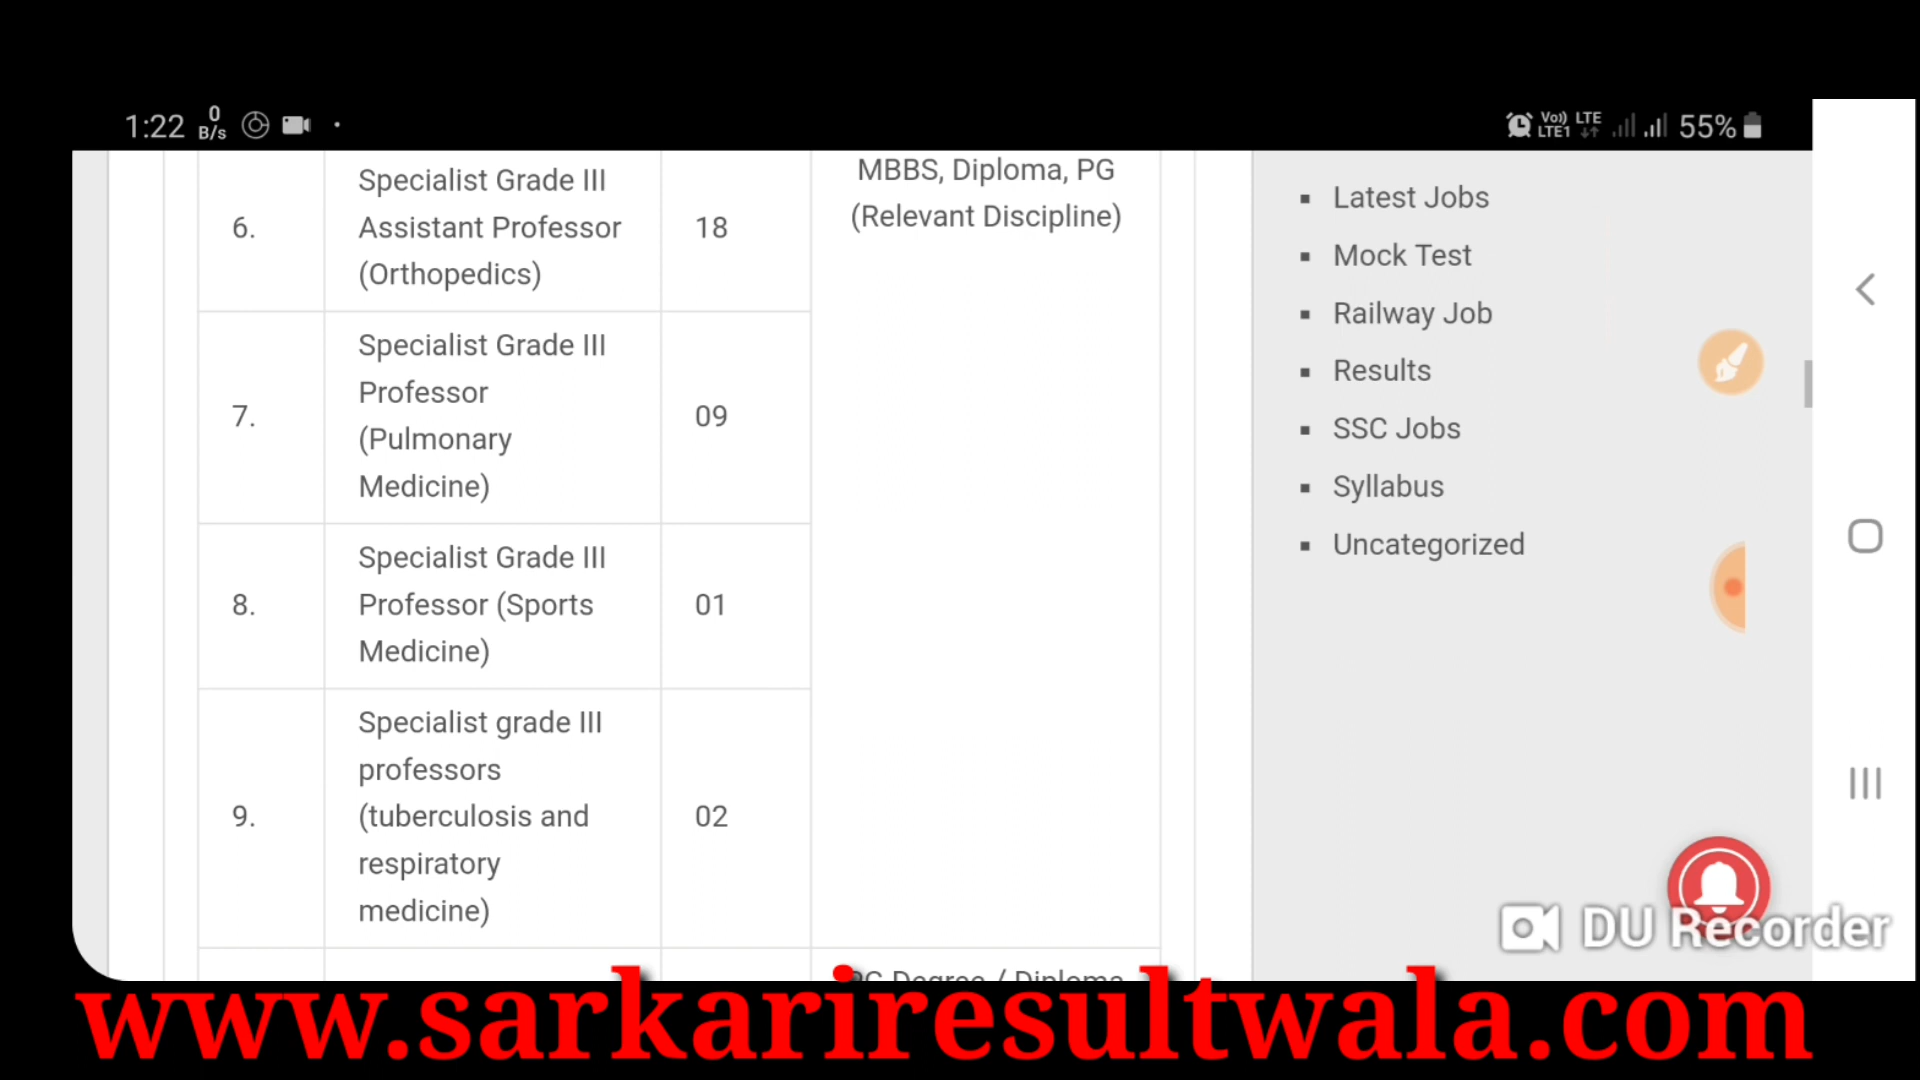 1:22 0 B/s
Vo)) LTE1 LTE 55%
6. Specialist Grade III Assistant Professor (Orthopedics) 18
MBBS, Diploma, PG
(Relevant Discipline)
7. Specialist Grade III Professor (Pulmonary Medicine) 09
8. Specialist Grade III Professor (Sports Medicine) 01
9. Specialist grade III professors (tuberculosis and respiratory medicine) 02
PG Degree / Diploma
Latest Jobs
Mock Test
Railway Job
Results
SSC Jobs
Syllabus
Uncategorized
DU Recorder
www.sarkariresultwala.com